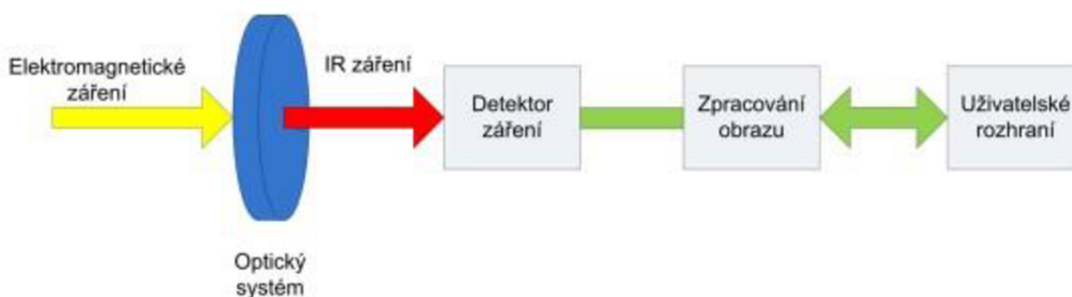 Elektromagnetické
záření
IR záření
Detektor
záření
Zpracování
obrazu
Uživatelské
rozhraní
Optický
systém